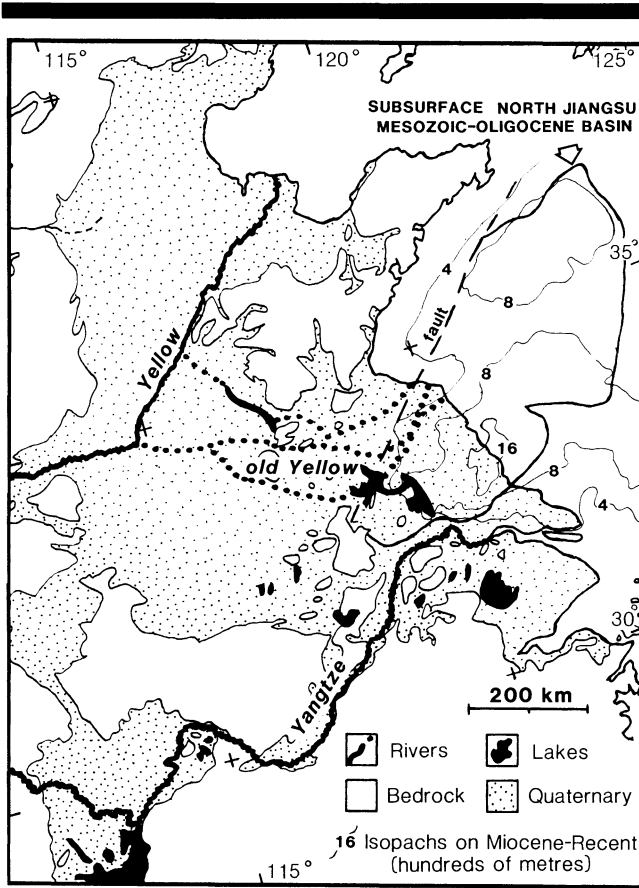 115°
120°
125°
SUBSURFACE NORTH JIANGSU
MESOZOIC-OLIGOCENE BASIN
35°
4
8
fault
Yellow
8
16
old Yellow
8
4
30°
200 km
Yangtze
Rivers
Lakes
Bedrock
Quaternary
16 Isopachs on Miocene-Recent
(hundreds of metres)
115°